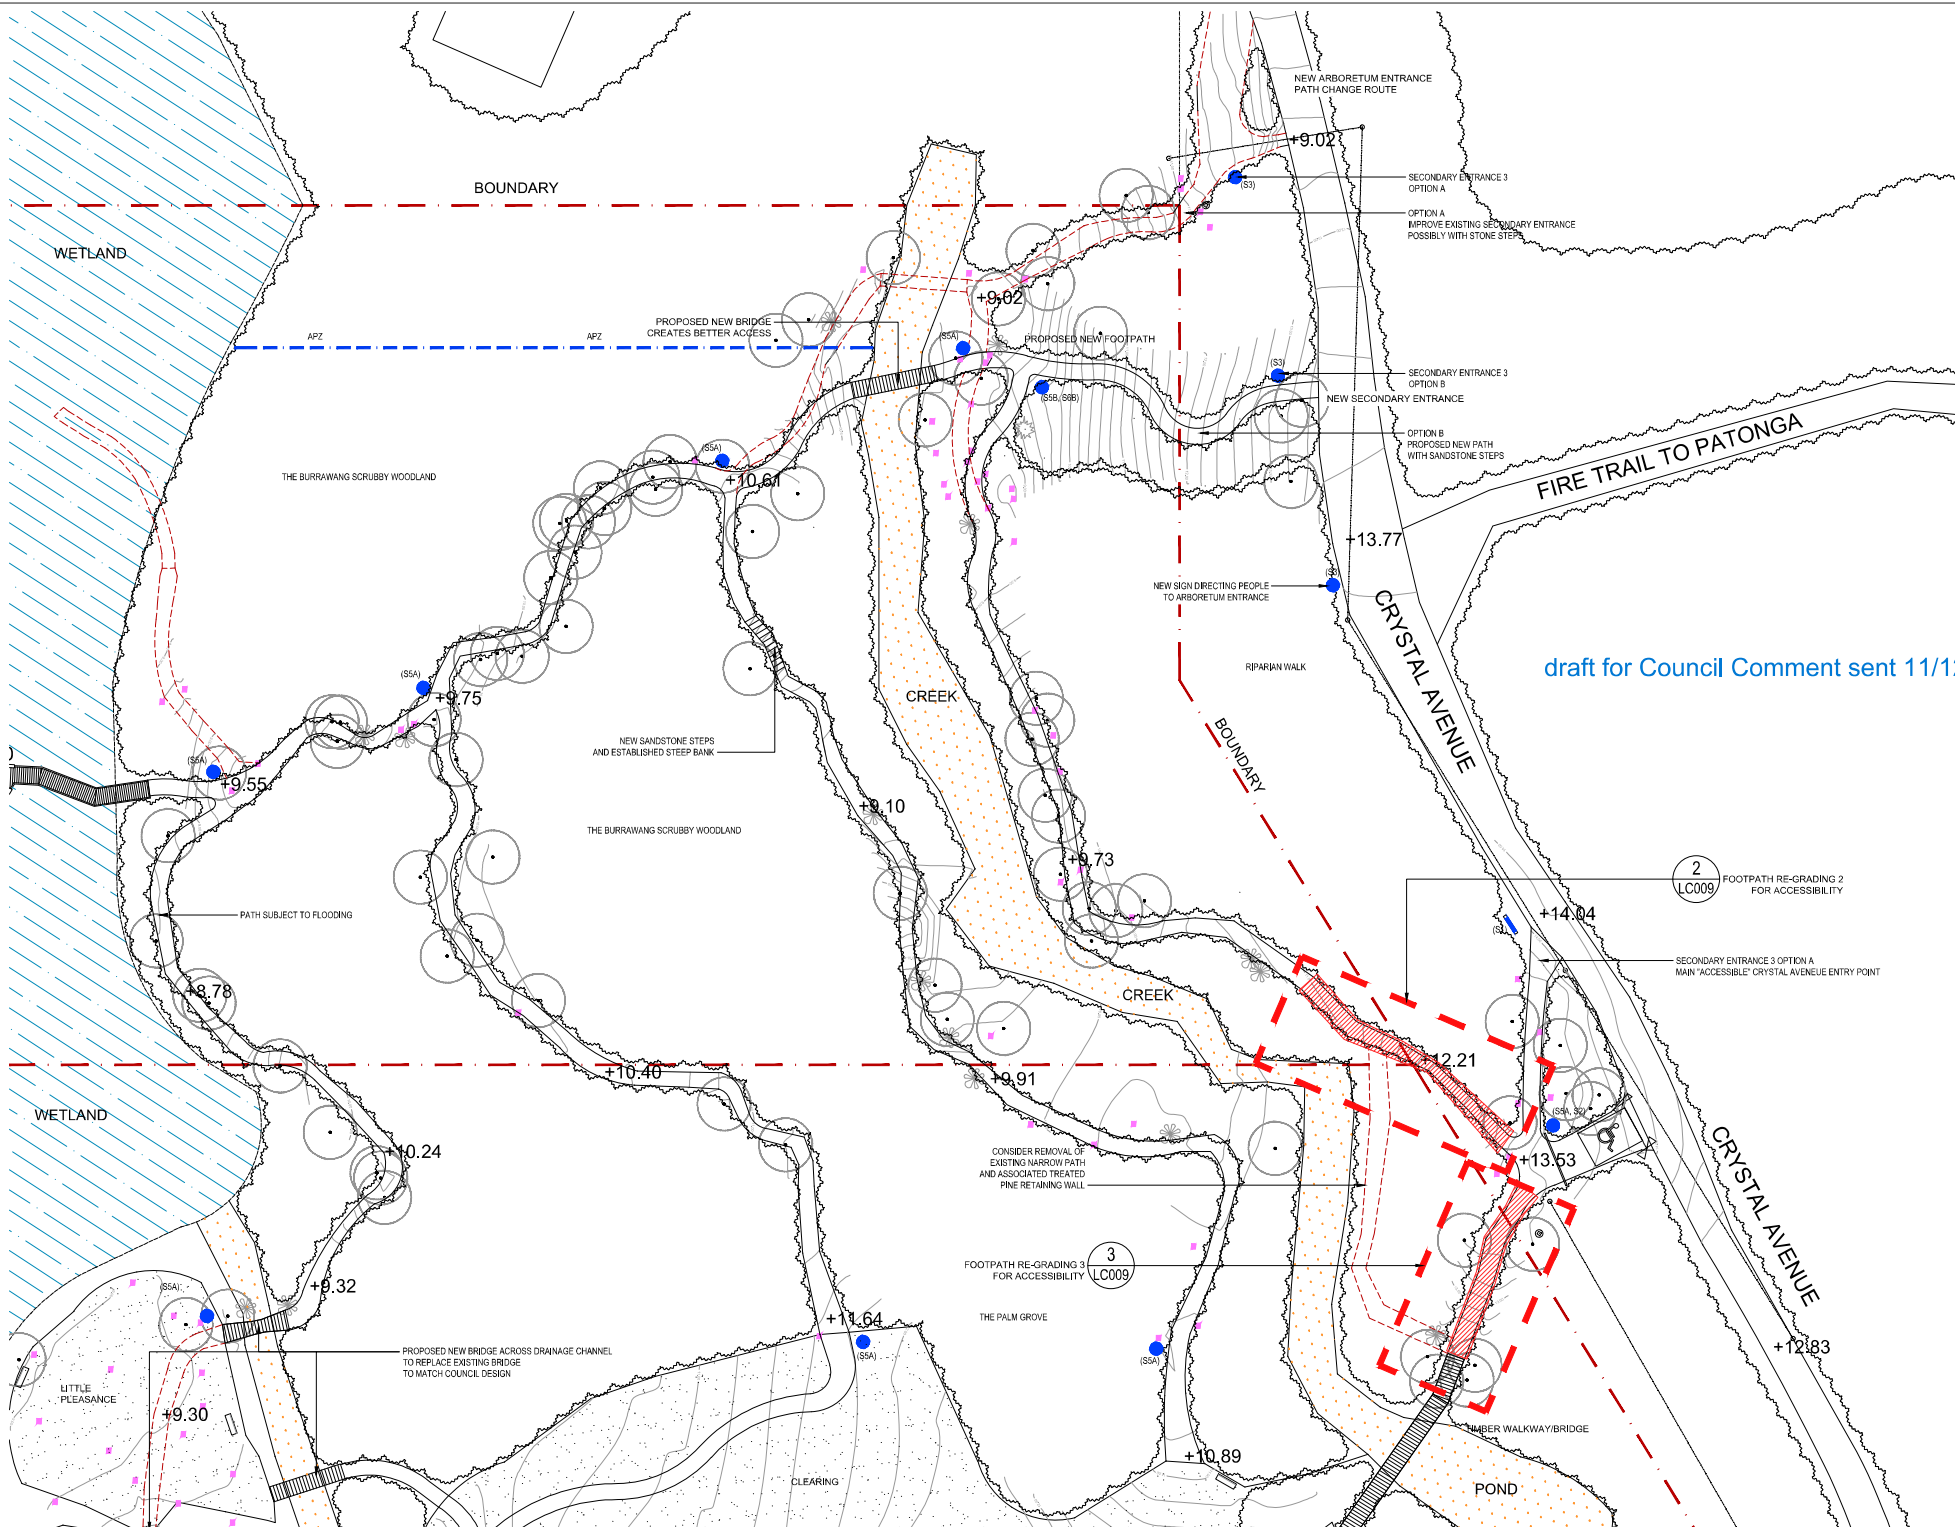 NEW ARBORETUM ENTRANCE
PATH CHANGE ROUTE
+9.02
SECONDARY ENTRANCE 3
OPTION A
(S3)
BOUNDARY
OPTION A
IMPROVE EXISTING SECONDARY ENTRANCE
POSSIBLY WITH STONE STEPS
WETLAND
+9.02
PROPOSED NEW BRIDGE
CREATES BETTER ACCESS
APZ
APZ
(S5A)
PROPOSED NEW FOOTPATH
(S3)
SECONDARY ENTRANCE 3
OPTION B
(S5B, S6B)
NEW SECONDARY ENTRANCE
OPTION B
PROPOSED NEW PATH
WITH SANDSTONE STEPS
FIRE TRAIL TO PATONGA
(S5A)
THE BURRAWANG SCRUBBY WOODLAND
+10.61
+13.77
(S3)
NEW SIGN DIRECTING PEOPLE
TO ARBORETUM ENTRANCE
CRYSTAL AVENUE
RIPARIAN WALK
draft for Council Comment sent 11/12
(S5A)
+9.75
CREEK
BOUNDARY
NEW SANDSTONE STEPS
AND ESTABLISHED STEEP BANK
(S5A)
+9.55
+9.10
THE BURRAWANG SCRUBBY WOODLAND
+9.73
2
LC009
FOOTPATH RE-GRADING 2
FOR ACCESSIBILITY
PATH SUBJECT TO FLOODING
+14.04
SECONDARY ENTRANCE 3 OPTION A
MAIN "ACCESSIBLE" CRYSTAL AVENEUE ENTRY POINT
+8.78
CREEK
+12.21
+10.40
+9.91
WETLAND
(S5A, S2)
+10.24
CONSIDER REMOVAL OF
EXISTING NARROW PATH
AND ASSOCIATED TREATED
PINE RETAINING WALL
+13.53
CRYSTAL AVENUE
3
LC009
FOOTPATH RE-GRADING 3
FOR ACCESSIBILITY
(S5A)
+9.32
THE PALM GROVE
+11.64
(S5A)
(S5A)
+12.83
PROPOSED NEW BRIDGE ACROSS DRAINAGE CHANNEL
TO REPLACE EXISTING BRIDGE
TO MATCH COUNCIL DESIGN
LITTLE
PLEASANCE
+9.30
TIMBER WALKWAY/BRIDGE
+10.89
CLEARING
POND